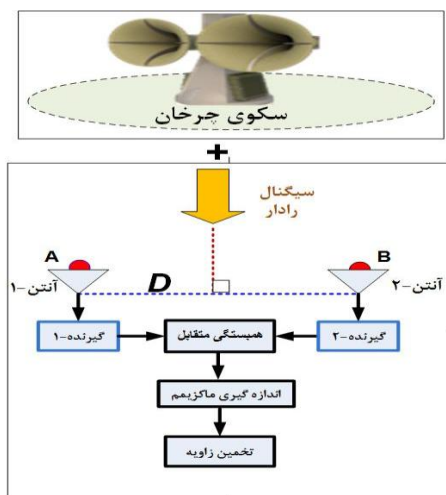 سکوی چرخان
+
سیگنال
رادار
A
B
آنتن-۱
D
آنتن-۲
گیرنده-۱
همبستگی متقابل
گیرنده-۲
اندازه گیری ماکزیمم
تخمین زاویه